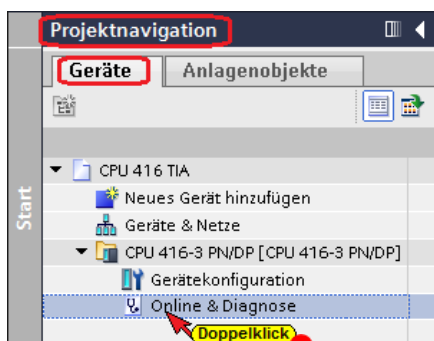 Projektnavigation
Geräte Anlagenobjekte
CPU 416 TIA
Neues Gerät hinzufügen
Geräte & Netze
CPU 416-3 PN/DP [CPU 416-3 PN/DP]
Gerätekonfiguration
Online & Diagnose
Doppelklick
Start